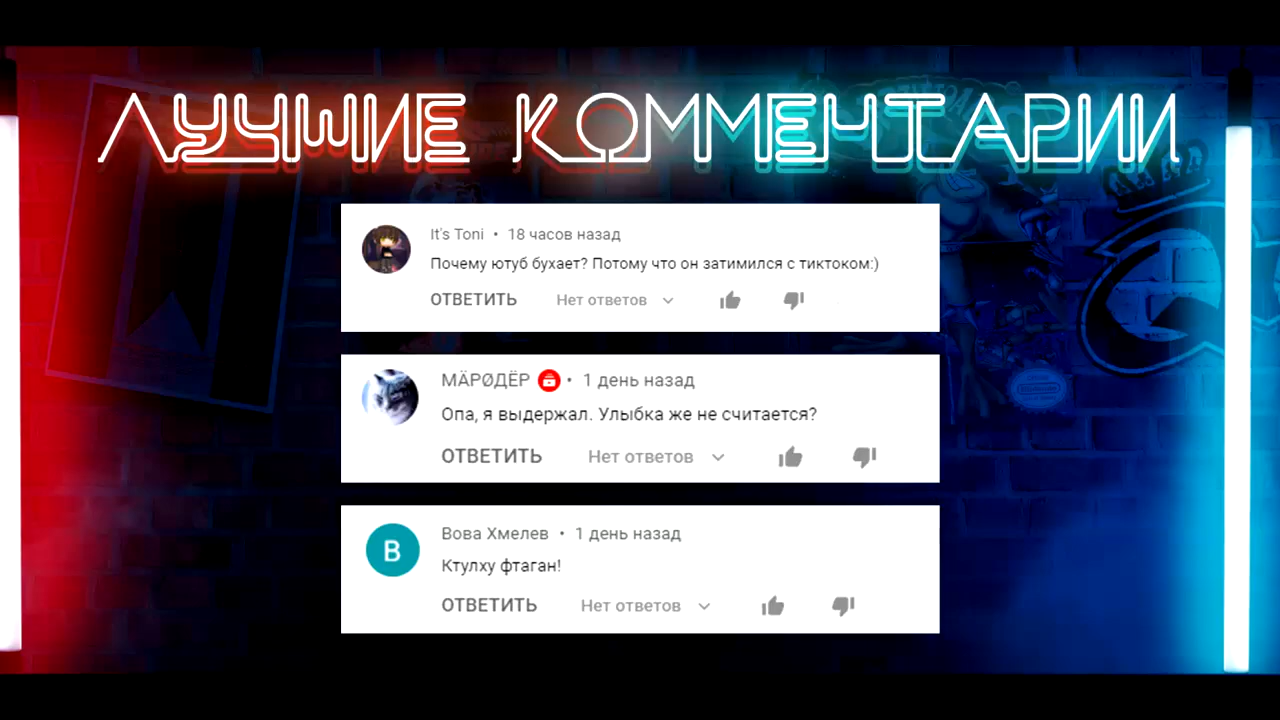 ЛУЧШИЕ КОММЕНТАРИИ
It's Toni • 18 часов назад
Почему ютуб бухает? Потому что он затимился с тиктоком:)
ОТВЕТИТЬ Нет ответов
MÄPØДËP • 1 день назад
Опа, я выдержал. Улыбка же не считается?
ОТВЕТИТЬ Нет ответов
В
Вова Хмелев • 1 день назад
Ктулху фтаган!
ОТВЕТИТЬ Нет ответов